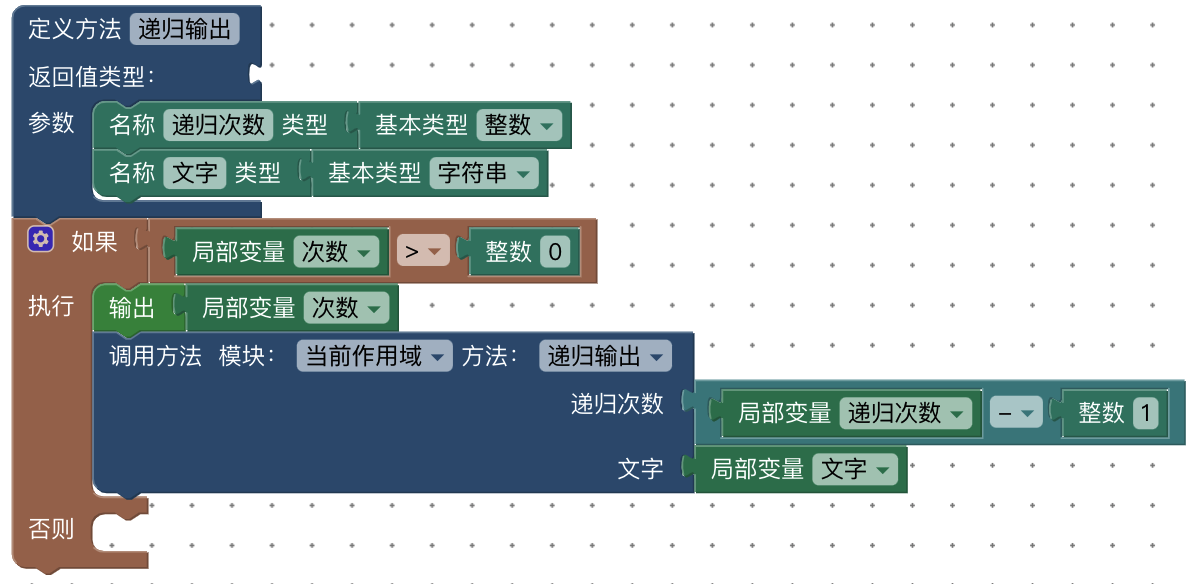 定义方法 递归输出
返回值类型：
参数 名称 递归次数 类型 基本类型 整数
名称 文字 类型 基本类型 字符串
如果 局部变量 次数 > 整数 0
执行 输出 局部变量 次数
调用方法 模块： 当前作用域 方法： 递归输出
递归次数 局部变量 递归次数 - 整数 1
文字 局部变量 文字
否则